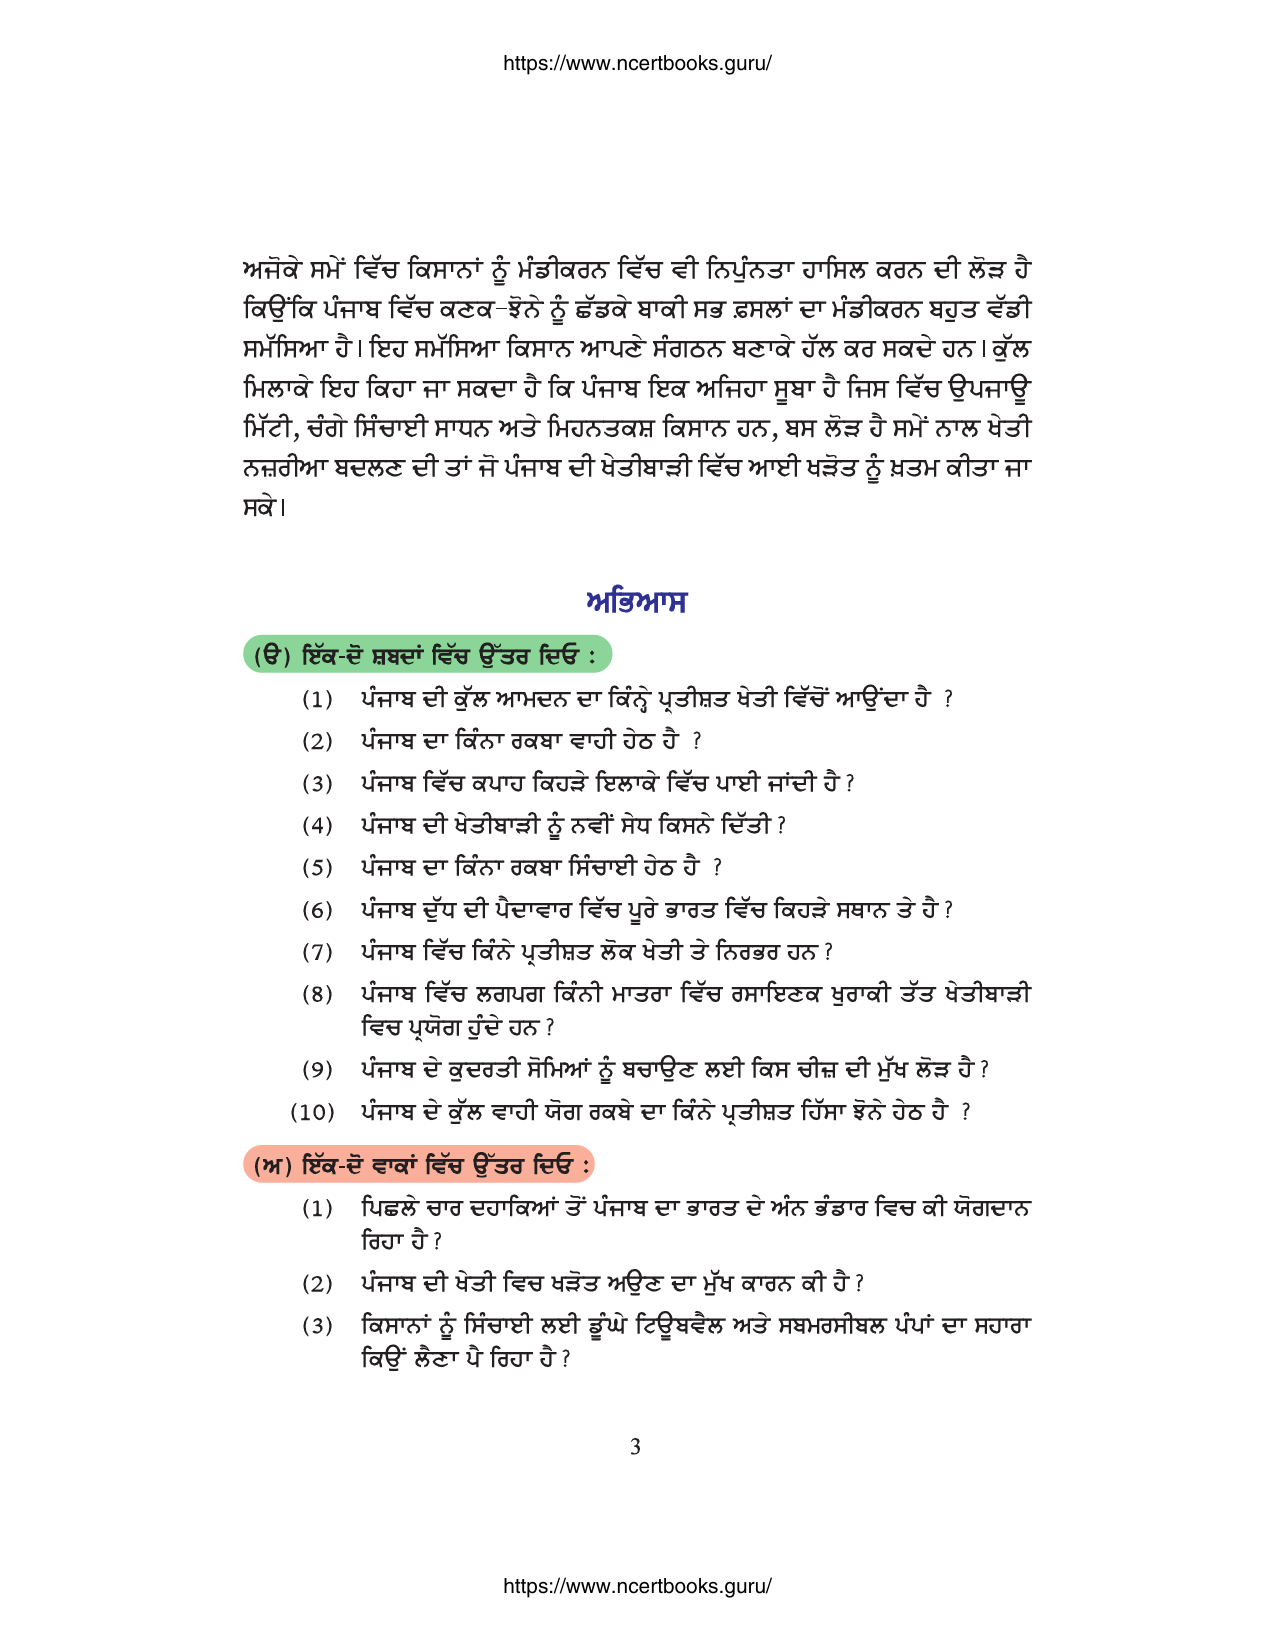 https://www.ncertbooks.guru/
ਅਜੋਕੇ ਸਮੇਂ ਵਿੱਚ ਕਿਸਾਨਾਂ ਨੂੰ ਮੰਡੀਕਰਨ ਵਿੱਚ ਵੀ ਨਿਪੁੰਨਤਾ ਹਾਸਿਲ ਕਰਨ ਦੀ ਲੋੜ ਹੈ
ਕਿਉਂਕਿ ਪੰਜਾਬ ਵਿੱਚ ਕਣਕ-ਝੋਨੇ ਨੂੰ ਛੱਡਕੇ ਬਾਕੀ ਸਭ ਫ਼ਸਲਾਂ ਦਾ ਮੰਡੀਕਰਨ ਬਹੁਤ ਵੱਡੀ
ਸਮੱਸਿਆ ਹੈ। ਇਹ ਸਮੱਸਿਆ ਕਿਸਾਨ ਆਪਣੇ ਸੰਗਠਨ ਬਣਾਕੇ ਹੱਲ ਕਰ ਸਕਦੇ ਹਨ। ਕੁੱਲ
ਮਿਲਾਕੇ ਇਹ ਕਿਹਾ ਜਾ ਸਕਦਾ ਹੈ ਕਿ ਪੰਜਾਬ ਇਕ ਅਜਿਹਾ ਸੂਬਾ ਹੈ ਜਿਸ ਵਿੱਚ ਉਪਜਾਊ
ਮਿੱਟੀ, ਚੰਗੇ ਸਿੰਚਾਈ ਸਾਧਨ ਅਤੇ ਮਿਹਨਤਕਸ਼ ਕਿਸਾਨ ਹਨ, ਬਸ ਲੋੜ ਹੈ ਸਮੇਂ ਨਾਲ ਖੇਤੀ
ਨਜ਼ਰੀਆ ਬਦਲਣ ਦੀ ਤਾਂ ਜੋ ਪੰਜਾਬ ਦੀ ਖੇਤੀਬਾੜੀ ਵਿੱਚ ਆਈ ਖੜੋਤ ਨੂੰ ਖ਼ਤਮ ਕੀਤਾ ਜਾ
ਸਕੇ।
ਅਭਿਆਸ
(ੳ) ਇੱਕ-ਦੋ ਸ਼ਬਦਾਂ ਵਿੱਚ ਉੱਤਰ ਦਿਓ :
(1) ਪੰਜਾਬ ਦੀ ਕੁੱਲ ਆਮਦਨ ਦਾ ਕਿੰਨ੍ਹੇ ਪ੍ਰਤੀਸ਼ਤ ਖੇਤੀ ਵਿੱਚੋਂ ਆਉਂਦਾ ਹੈ ?
(2) ਪੰਜਾਬ ਦਾ ਕਿੰਨਾ ਰਕਬਾ ਵਾਹੀ ਹੇਠ ਹੈ ?
(3) ਪੰਜਾਬ ਵਿੱਚ ਕਪਾਹ ਕਿਹੜੇ ਇਲਾਕੇ ਵਿੱਚ ਪਾਈ ਜਾਂਦੀ ਹੈ ?
(4) ਪੰਜਾਬ ਦੀ ਖੇਤੀਬਾੜੀ ਨੂੰ ਨਵੀਂ ਸੇਧ ਕਿਸਨੇ ਦਿੱਤੀ ?
(5) ਪੰਜਾਬ ਦਾ ਕਿੰਨਾ ਰਕਬਾ ਸਿੰਚਾਈ ਹੇਠ ਹੈ ?
(6) ਪੰਜਾਬ ਦੁੱਧ ਦੀ ਪੈਦਾਵਾਰ ਵਿੱਚ ਪੂਰੇ ਭਾਰਤ ਵਿੱਚ ਕਿਹੜੇ ਸਥਾਨ ਤੇ ਹੈ ?
(7) ਪੰਜਾਬ ਵਿੱਚ ਕਿੰਨੇ ਪ੍ਰਤੀਸ਼ਤ ਲੋਕ ਖੇਤੀ ਤੇ ਨਿਰਭਰ ਹਨ ?
(8) ਪੰਜਾਬ ਵਿੱਚ ਲਗਪਗ ਕਿੰਨੀ ਮਾਤਰਾ ਵਿੱਚ ਰਸਾਇਣਕ ਖੁਰਾਕੀ ਤੱਤ ਖੇਤੀਬਾੜੀ
ਵਿਚ ਪ੍ਰਯੋਗ ਹੁੰਦੇ ਹਨ ?
(9) ਪੰਜਾਬ ਦੇ ਕੁਦਰਤੀ ਸੋਮਿਆਂ ਨੂੰ ਬਚਾਉਣ ਲਈ ਕਿਸ ਚੀਜ਼ ਦੀ ਮੁੱਖ ਲੋੜ ਹੈ ?
(10) ਪੰਜਾਬ ਦੇ ਕੁੱਲ ਵਾਹੀ ਯੋਗ ਰਕਬੇ ਦਾ ਕਿੰਨੇ ਪ੍ਰਤੀਸ਼ਤ ਹਿੱਸਾ ਝੋਨੇ ਹੇਠ ਹੈ ?
(ਅ) ਇੱਕ-ਦੋ ਵਾਕਾਂ ਵਿੱਚ ਉੱਤਰ ਦਿਓ :
(1) ਪਿਛਲੇ ਚਾਰ ਦਹਾਕਿਆਂ ਤੋਂ ਪੰਜਾਬ ਦਾ ਭਾਰਤ ਦੇ ਅੰਨ ਭੰਡਾਰ ਵਿਚ ਕੀ ਯੋਗਦਾਨ
ਰਿਹਾ ਹੈ ?
(2) ਪੰਜਾਬ ਦੀ ਖੇਤੀ ਵਿਚ ਖੜੋਤ ਅਉਣ ਦਾ ਮੁੱਖ ਕਾਰਨ ਕੀ ਹੈ ?
(3) ਕਿਸਾਨਾਂ ਨੂੰ ਸਿੰਚਾਈ ਲਈ ਡੂੰਘੇ ਟਿਊਬਵੈਲ ਅਤੇ ਸਬਮਰਸੀਬਲ ਪੰਪਾਂ ਦਾ ਸਹਾਰਾ
ਕਿਉਂ ਲੈਣਾ ਪੈ ਰਿਹਾ ਹੈ ?
3
https://www.ncertbooks.guru/